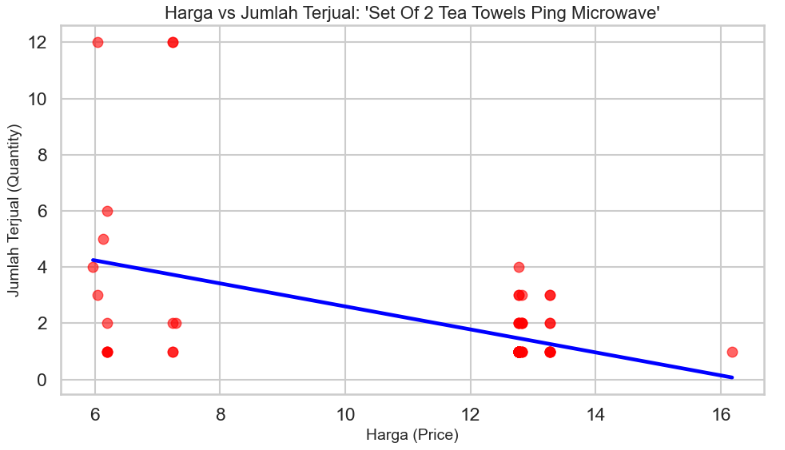 Harga vs Jumlah Terjual: 'Set Of 2 Tea Towels Ping Microwave'
Jumlah Terjual (Quantity)
12
10
8
6
4
2
0
6 8 10 12 14 16
Harga (Price)